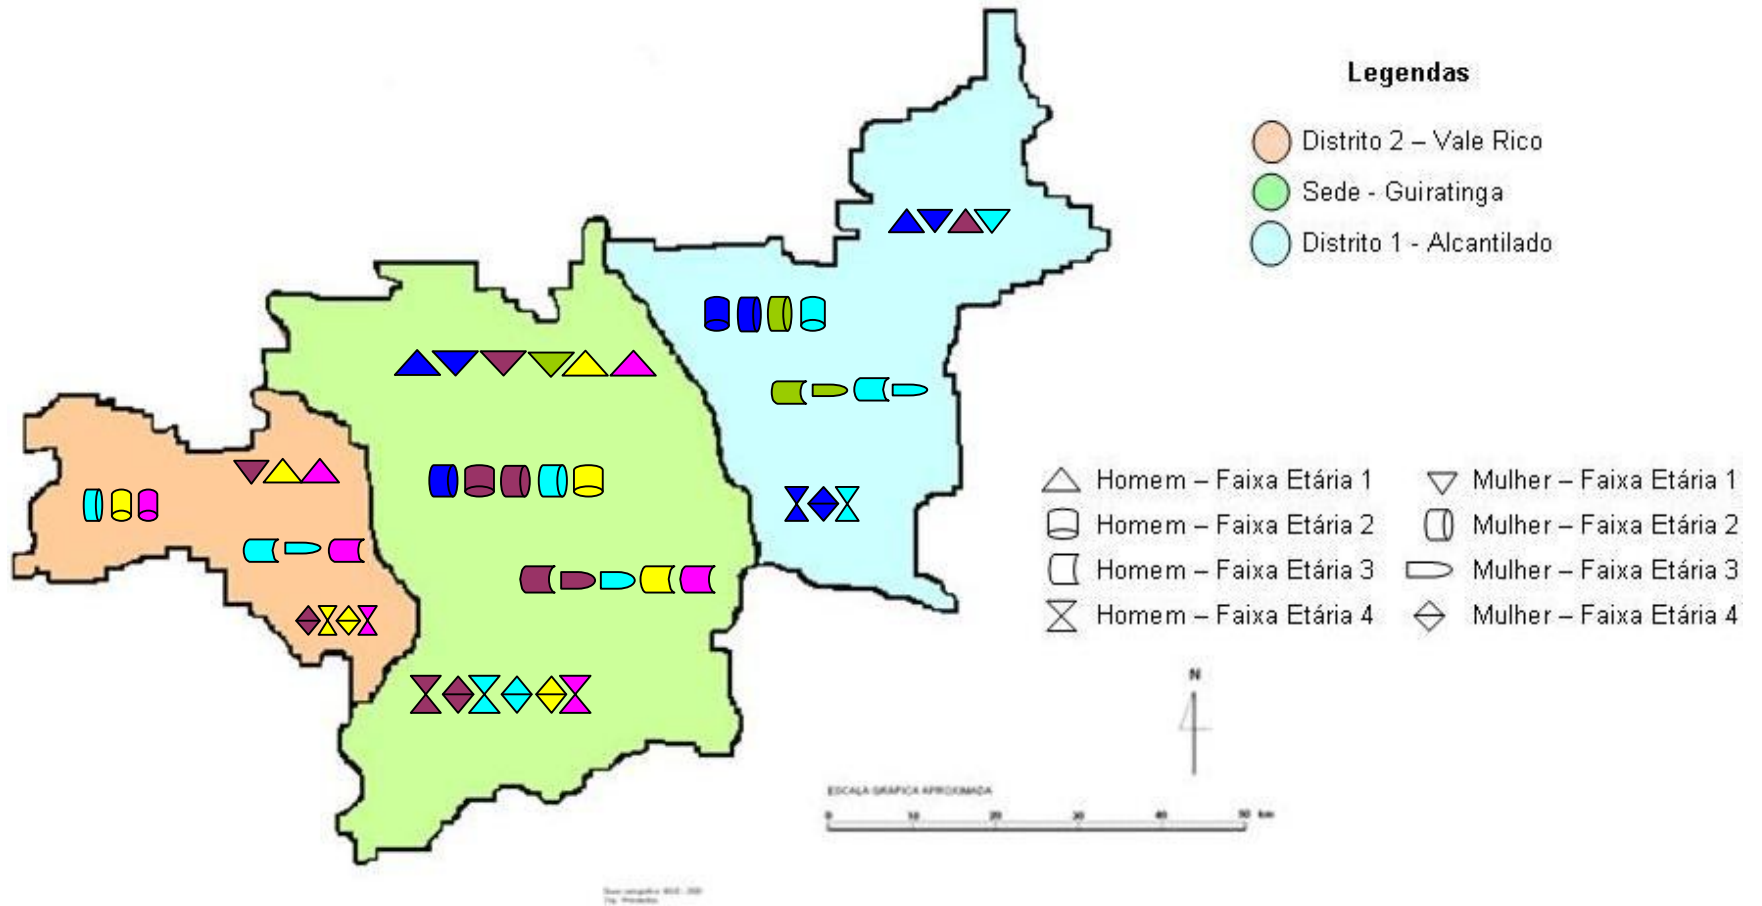 Legendas
Distrito 2 – Vale Rico
Sede - Guiratinga
Distrito 1 - Alcantilado
Homem – Faixa Etária 1
Mulher – Faixa Etária 1
Homem – Faixa Etária 2
Mulher – Faixa Etária 2
Homem – Faixa Etária 3
Mulher – Faixa Etária 3
Homem – Faixa Etária 4
Mulher – Faixa Etária 4
N
ESCALA GRÁFICA APROXIMADA
0 10 20 30 40 50 km